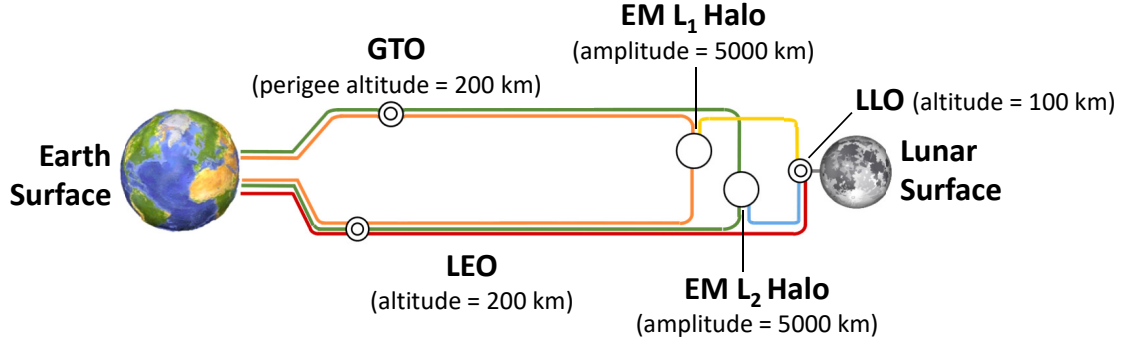 EM L₁ Halo
(amplitude = 5000 km)
GTO
(perigee altitude = 200 km)
LLO (altitude = 100 km)
Earth
Surface
Lunar
Surface
LEO
(altitude = 200 km)
EM L₂ Halo
(amplitude = 5000 km)